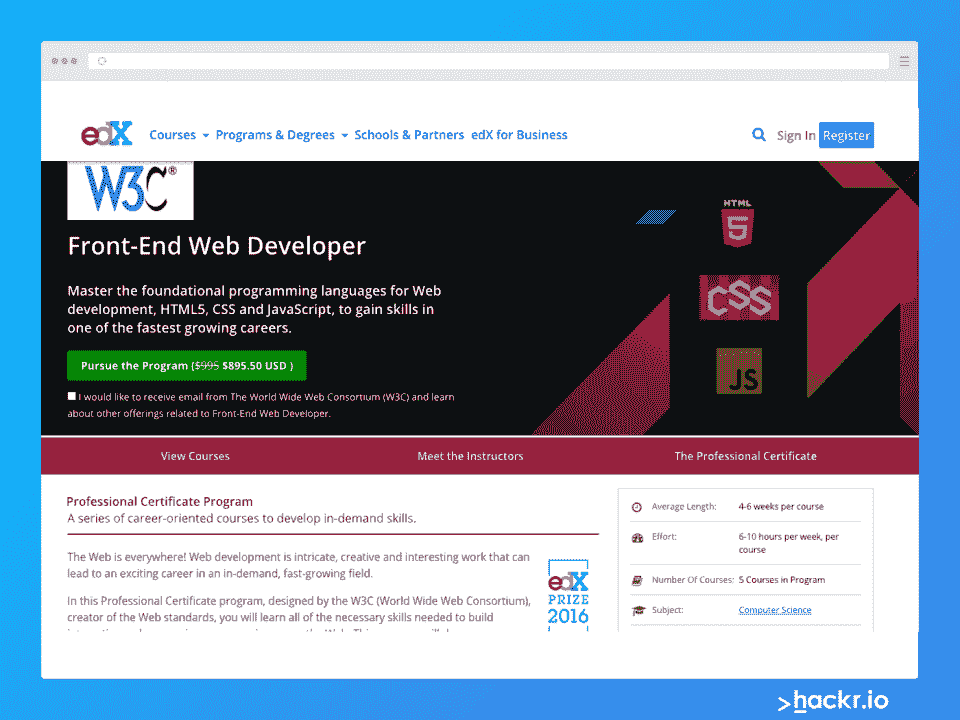 edX Courses Programs & Degrees Schools & Partners edX for Business Sign In Register
W3C®
HTML
5
Front-End Web Developer
CSS
Master the foundational programming languages for Web
development, HTML5, CSS and JavaScript, to gain skills in
one of the fastest growing careers.
JS
Pursue the Program ($995 $895.50 USD )
I would like to receive email from The World Wide Web Consortium (W3C) and learn
about other offerings related to Front-End Web Developer.
View Courses Meet the Instructors The Professional Certificate
Professional Certificate Program
A series of career-oriented courses to develop in-demand skills.
The Web is everywhere! Web development is intricate, creative and interesting work that can
lead to an exciting career in an in-demand, fast-growing field.
In this Professional Certificate program, designed by the W3C (World Wide Web Consortium),
creator of the Web standards, you will learn all of the necessary skills needed to build
edX
PRIZE
2016
Average Length: 4-6 weeks per course
Effort: 6-10 hours per week, per
course
Number Of Courses: 5 Courses in Program
Subject: Computer Science
>hackr.io